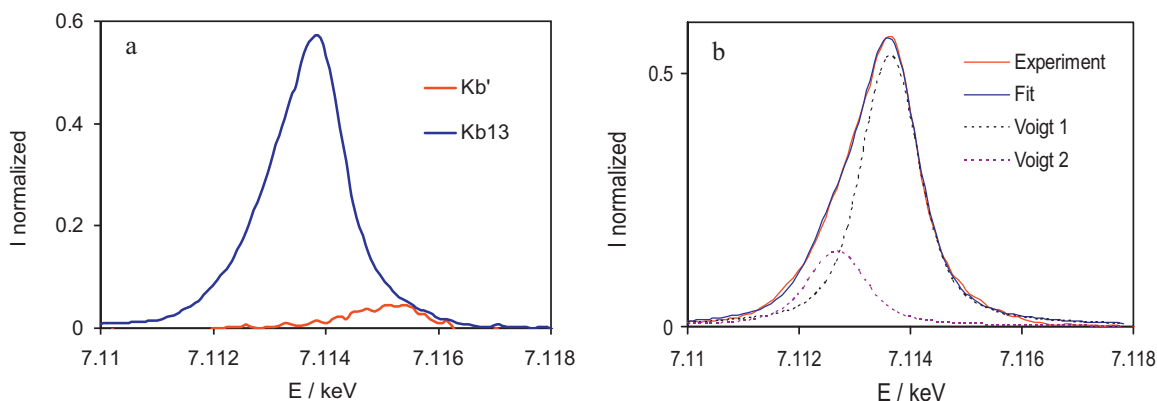 a
I normalized
0.6
0.4
0.2
0
Kb'
Kb13
7.11 7.112 7.114 7.116 7.118
E / keV
b
I normalized
0.5
0
Experiment
Fit
Voigt 1
Voigt 2
7.11 7.112 7.114 7.116 7.118
E / keV